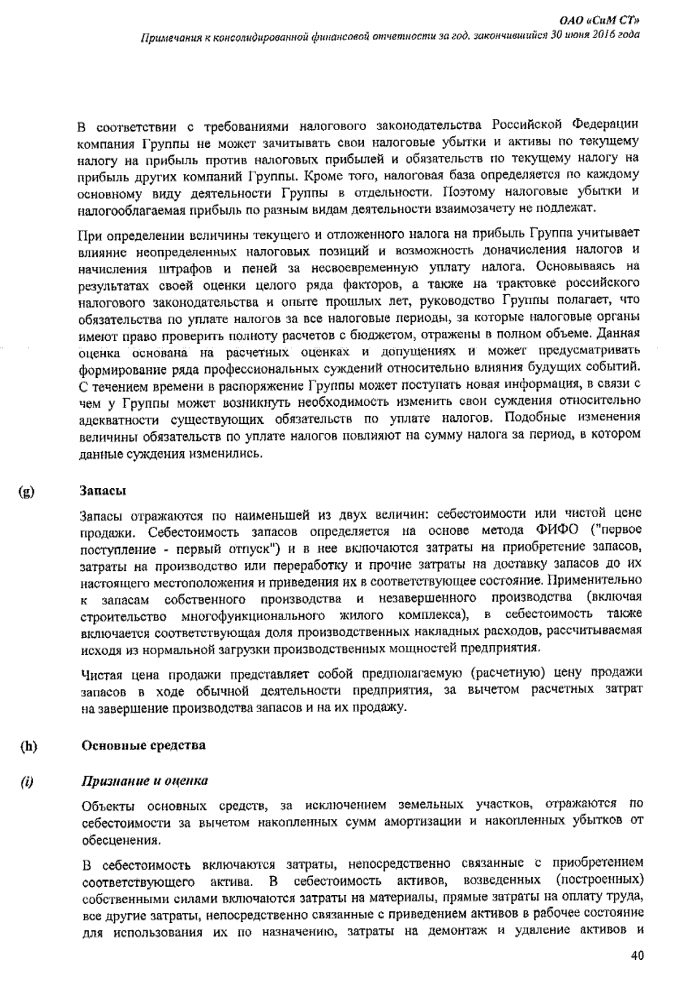 ОАО «СиМ СТ»
Примечания к консолидированной финансовой отчетности за год, закончившийся 30 июня 2016 года
В соответствии с требованиями налогового законодательства Российской Федерации
компания Группы не может зачитывать свои налоговые убытки и активы по текущему
налогу на прибыль против налоговых прибылей и обязательств по текущему налогу на
прибыль других компаний Группы. Кроме того, налоговая база определяется по каждому
основному виду деятельности Группы в отдельности. Поэтому налоговые убытки и
налогооблагаемая прибыль по разным видам деятельности взаимозачету не подлежат.
При определении величины текущего и отложенного налога на прибыль Группа учитывает
влияние неопределенных налоговых позиций и возможность доначисления налогов и
начисления штрафов и пеней за несвоевременную уплату налога. Основываясь на
результатах своей оценки целого ряда факторов, а также на трактовке российского
налогового законодательства и опыте прошлых лет, руководство Группы полагает, что
обязательства по уплате налогов за все налоговые периоды, за которые налоговые органы
имеют право проверить полноту расчетов с бюджетом, отражены в полном объеме. Данная
оценка основана на расчетных оценках и допущениях и может предусматривать
формирование ряда профессиональных суждений относительно влияния будущих событий.
С течением времени в распоряжение Группы может поступать новая информация, в связи с
чем у Группы может возникнуть необходимость изменить свои суждения относительно
адекватности существующих обязательств по уплате налогов. Подобные изменения
величины обязательств по уплате налогов повлияют на сумму налога за период, в котором
данные суждения изменились.
(g) Запасы
Запасы отражаются по наименьшей из двух величин: себестоимости или чистой цене
продажи. Себестоимость запасов определяется на основе метода ФИФО ("первое
поступление - первый отпуск") и в нее включаются затраты на приобретение запасов,
затраты на производство или переработку и прочие затраты на доставку запасов до их
настоящего местоположения и приведения их в соответствующее состояние. Применительно
к запасам собственного производства и незавершенного производства (включая
строительство многофункционального жилого комплекса), в себестоимость также
включается соответствующая доля производственных накладных расходов, рассчитываемая
исходя из нормальной загрузки производственных мощностей предприятия.
Чистая цена продажи представляет собой предполагаемую (расчетную) цену продажи
запасов в ходе обычной деятельности предприятия, за вычетом расчетных затрат
на завершение производства запасов и на их продажу.
(h) Основные средства
(i) Признание и оценка
Объекты основных средств, за исключением земельных участков, отражаются по
себестоимости за вычетом накопленных сумм амортизации и накопленных убытков от
обесценения.
В себестоимость включаются затраты, непосредственно связанные с приобретением
соответствующего актива. В себестоимость активов, возведенных (построенных)
собственными силами включаются затраты на материалы, прямые затраты на оплату труда,
все другие затраты, непосредственно связанные с приведением активов в рабочее состояние
для использования их по назначению, затраты на демонтаж и удаление активов и
40